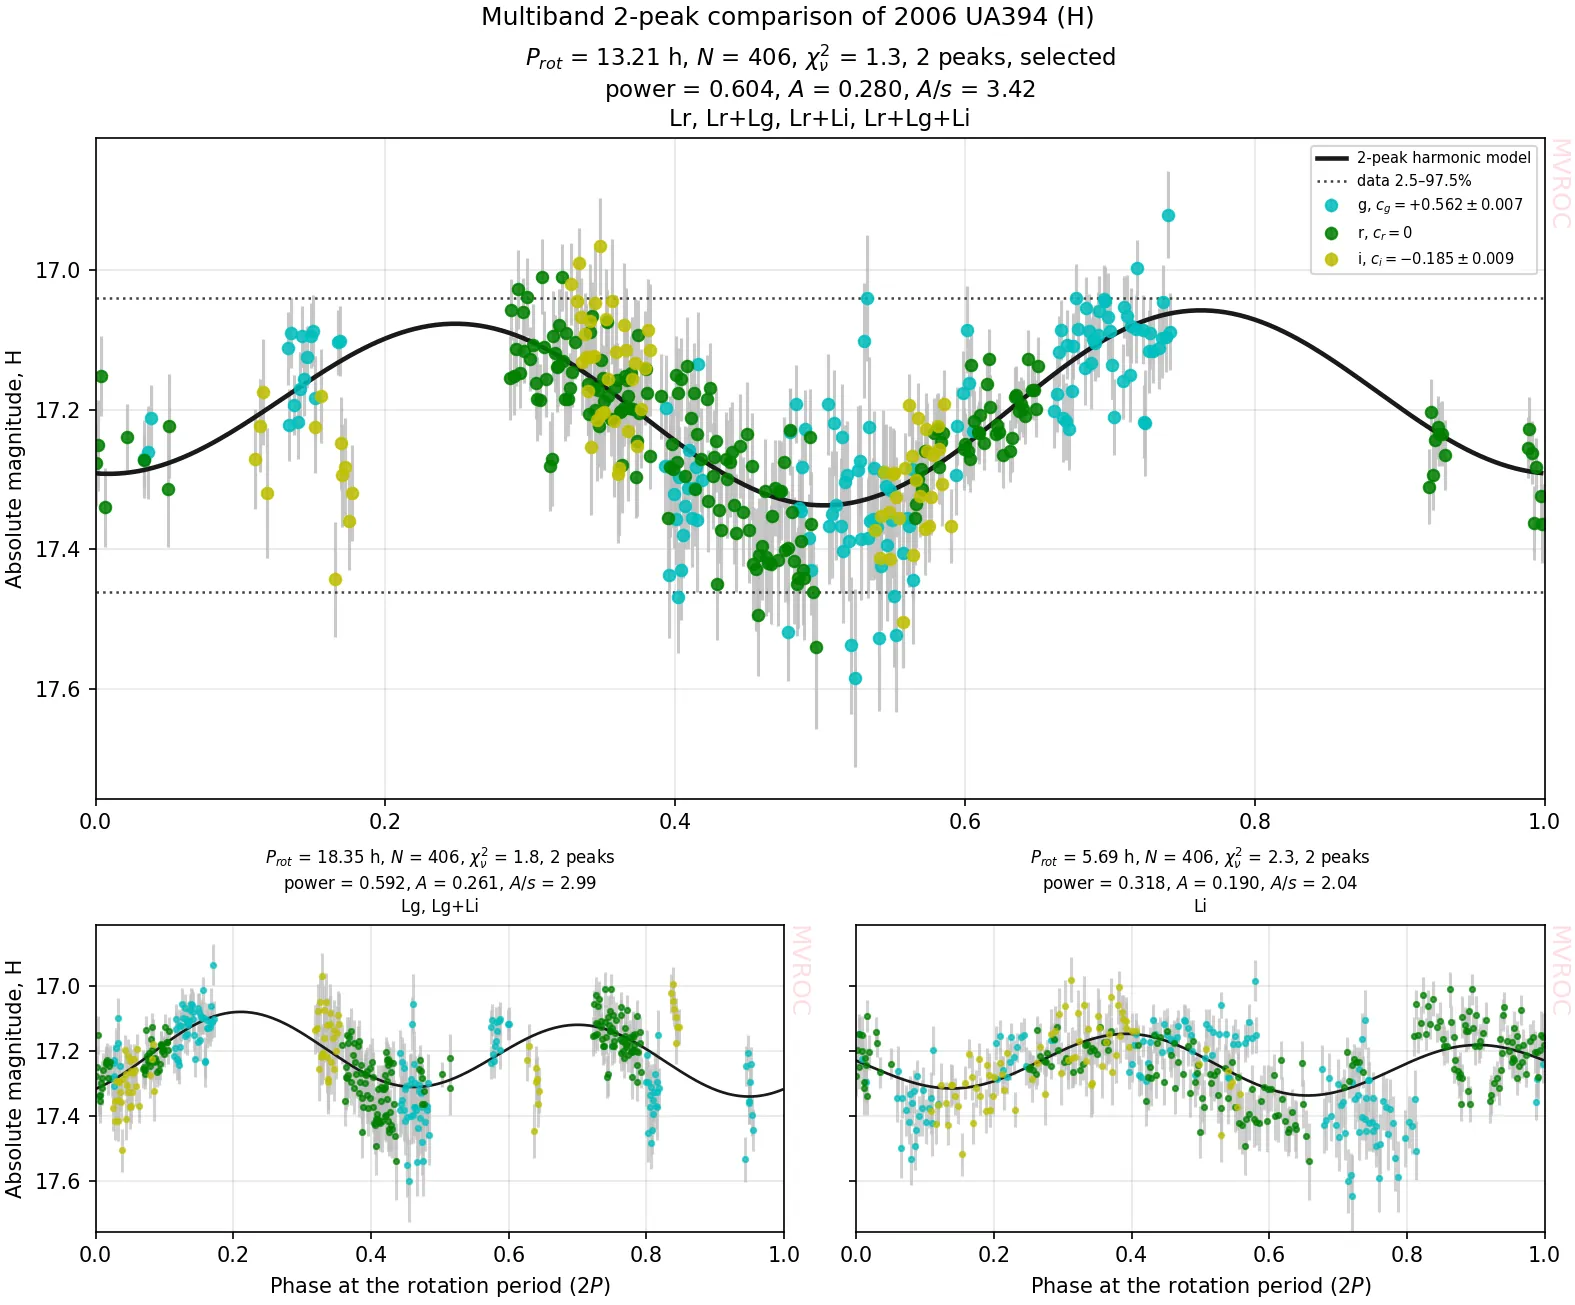 Multiband 2-peak comparison of 2006 UA394 (H)
P_rot = 13.21 h, N = 406, χ²_ν = 1.3, 2 peaks, selected
power = 0.604, A = 0.280, A/s = 3.42
Lr, Lr+Lg, Lr+Li, Lr+Lg+Li
MVROC
2-peak harmonic model
data 2.5–97.5%
g, c_g = +0.562 ± 0.007
r, c_r = 0
i, c_i = −0.185 ± 0.009
Absolute magnitude, H
17.0
17.2
17.4
17.6
0.0 0.2 0.4 0.6 0.8 1.0
P_rot = 18.35 h, N = 406, χ²_ν = 1.8, 2 peaks
power = 0.592, A = 0.261, A/s = 2.99
Lg, Lg+Li
MVROC
Absolute magnitude, H
17.0
17.2
17.4
17.6
0.0 0.2 0.4 0.6 0.8 1.0
Phase at the rotation period (2P)
P_rot = 5.69 h, N = 406, χ²_ν = 2.3, 2 peaks
power = 0.318, A = 0.190, A/s = 2.04
Li
MVROC
0.0 0.2 0.4 0.6 0.8 1.0
Phase at the rotation period (2P)